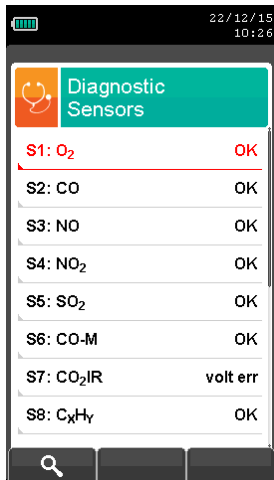 22/12/15
10:26
Diagnostic
Sensors
S1: O₂ OK
S2: CO OK
S3: NO OK
S4: NO₂ OK
S5: SO₂ OK
S6: CO-M OK
S7: CO₂IR volt err
S8: CₓHᵧ OK